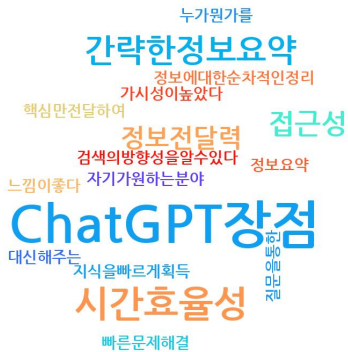 누가뭔가를
간략한정보요약
정보에대한순차적인정리
가시성이높았다
핵심만전달하여
접근성
정보전달력
검색의방향성을알수있다
정보요약
느낌이좋다
자기가원하는분야
ChatGPT장점
대신해주는
지식을빠르게획득
질문을통한
시간효율성
빠른문제해결